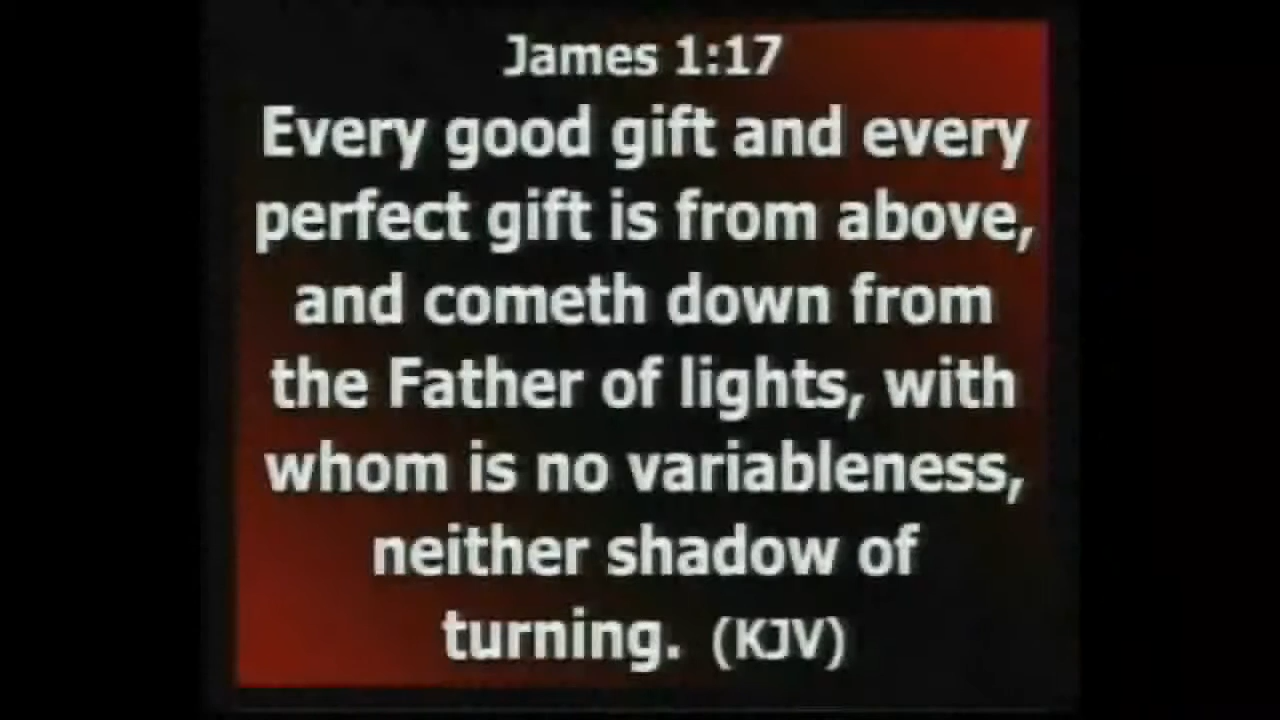 James 1:17
Every good gift and every
perfect gift is from above,
and cometh down from
the Father of lights, with
whom is no variableness,
neither shadow of
turning. (KJV)